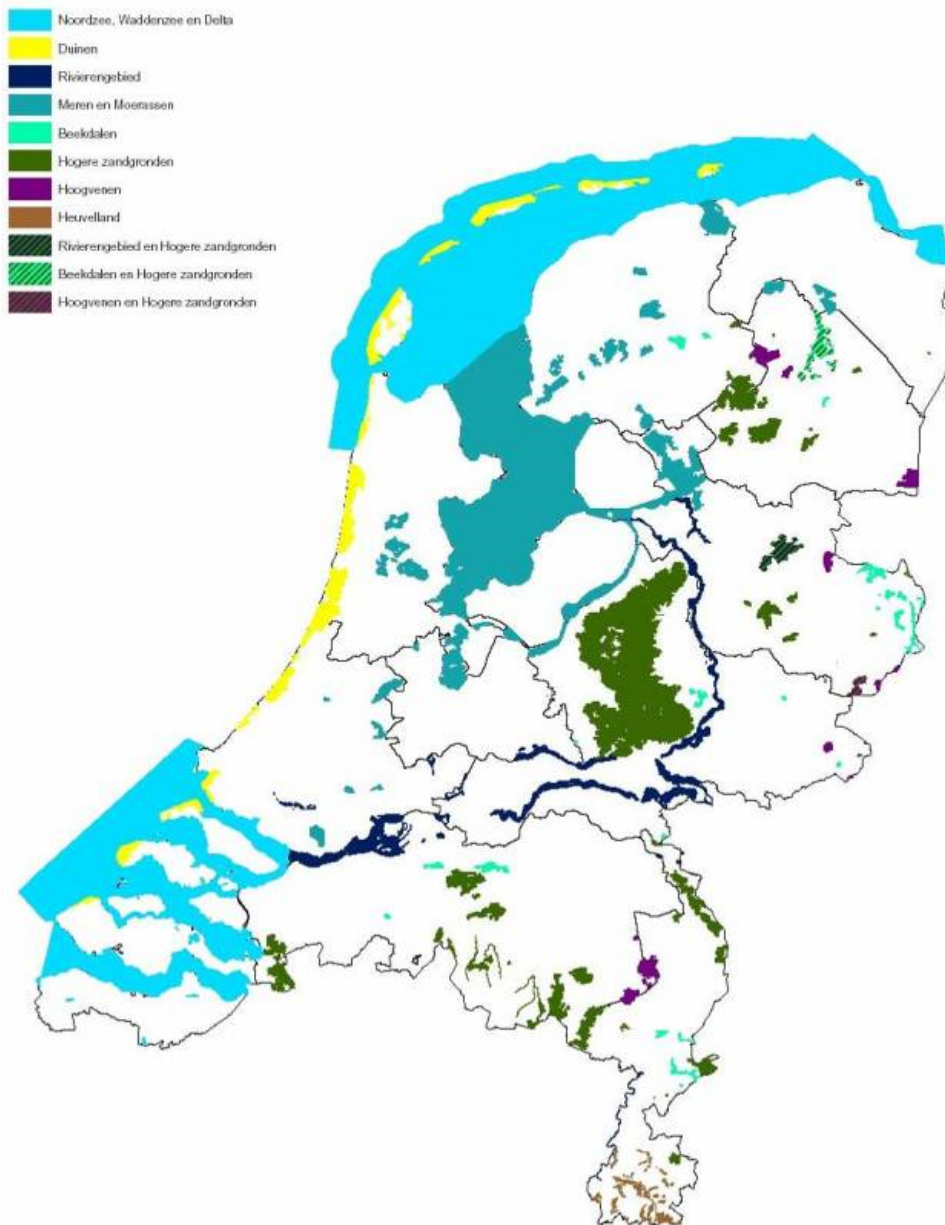 Noordzee, Waddenzee en Delta
Duinen
Rivierengebied
Meren en Moerassen
Beekdalen
Hogere zandgronden
Hoogvenen
Heuvelland
Rivierengebied en Hogere zandgronden
Beekdalen en Hogere zandgronden
Hoogvenen en Hogere zandgronden